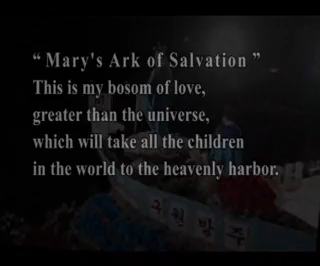 “ Mary's Ark of Salvation ”
This is my bosom of love,
greater than the universe,
which will take all the children
in the world to the heavenly harbor.
구원방주